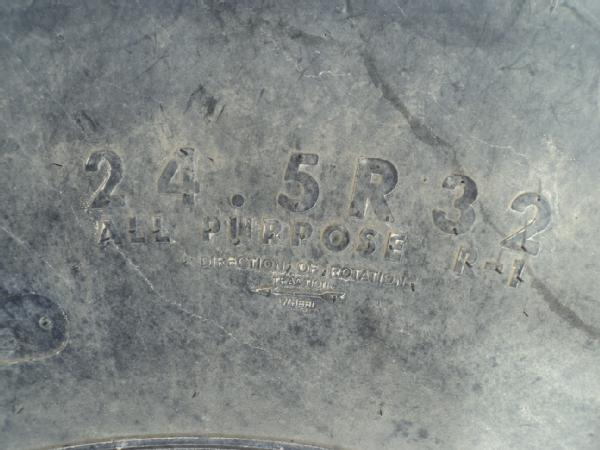 24.5R32
ALL PURPOSE R-1
DIRECTION OF ROTATION
TRACTION
WHEEL